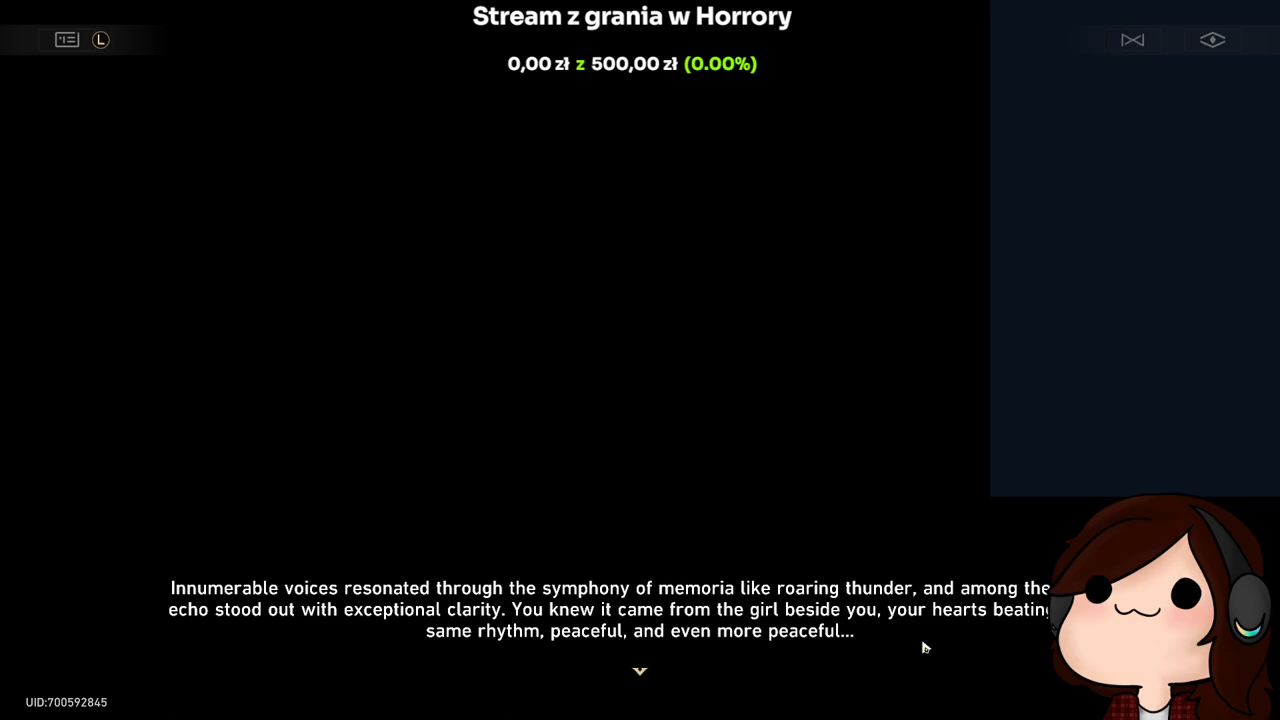 Stream z grania w Horrory
0,00 zł z 500,00 zł (0.00%)
L
Innumerable voices resonated through the symphony of memoria like roaring thunder, and among the
echo stood out with exceptional clarity. You knew it came from the girl beside you, your hearts beating
same rhythm, peaceful, and even more peaceful...
UID:700592845